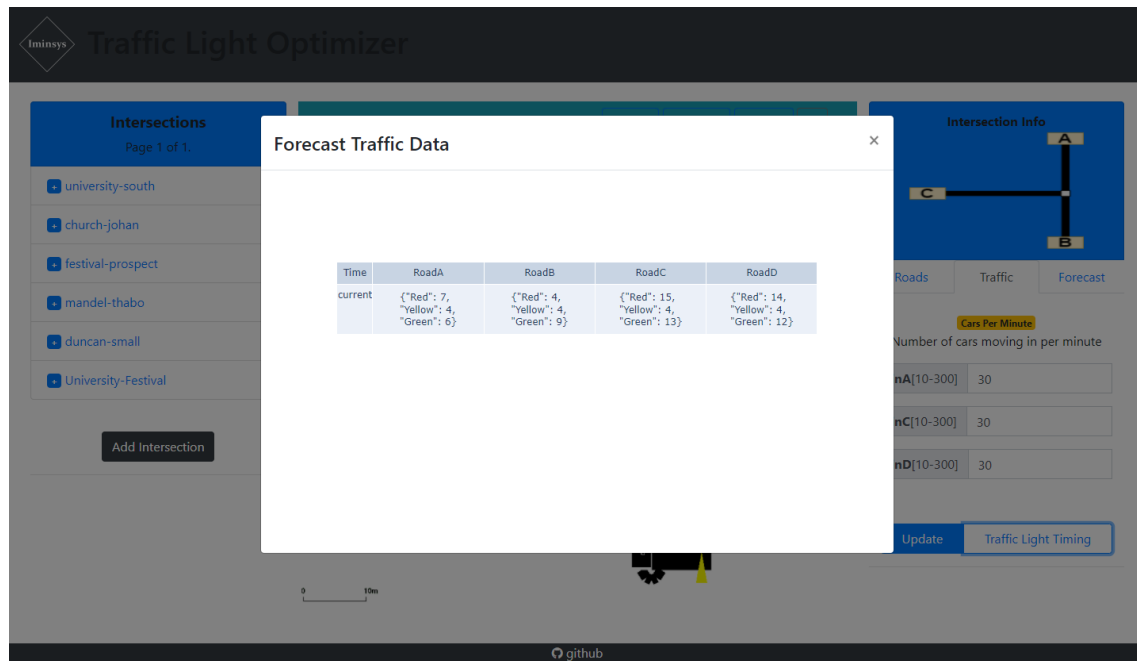 Iminsys
Traffic Light Optimizer
Intersections
Page 1 of 1.
university-south
church-johan
festival-prospect
mandel-thabo
duncan-small
University-Festival
Add Intersection
Forecast Traffic Data
×
Time RoadA RoadB RoadC RoadD
current {"Red": 7, {"Red": 4, {"Red": 15, {"Red": 14,
"Yellow": 4, "Yellow": 4, "Yellow": 4, "Yellow": 4,
"Green": 6} "Green": 9} "Green": 13} "Green": 12}
0 10m
Intersection Info
A
C
B
Roads Traffic Forecast
Cars Per Minute
Number of cars moving in per minute
nA[10-300] 30
nC[10-300] 30
nD[10-300] 30
Update Traffic Light Timing
github